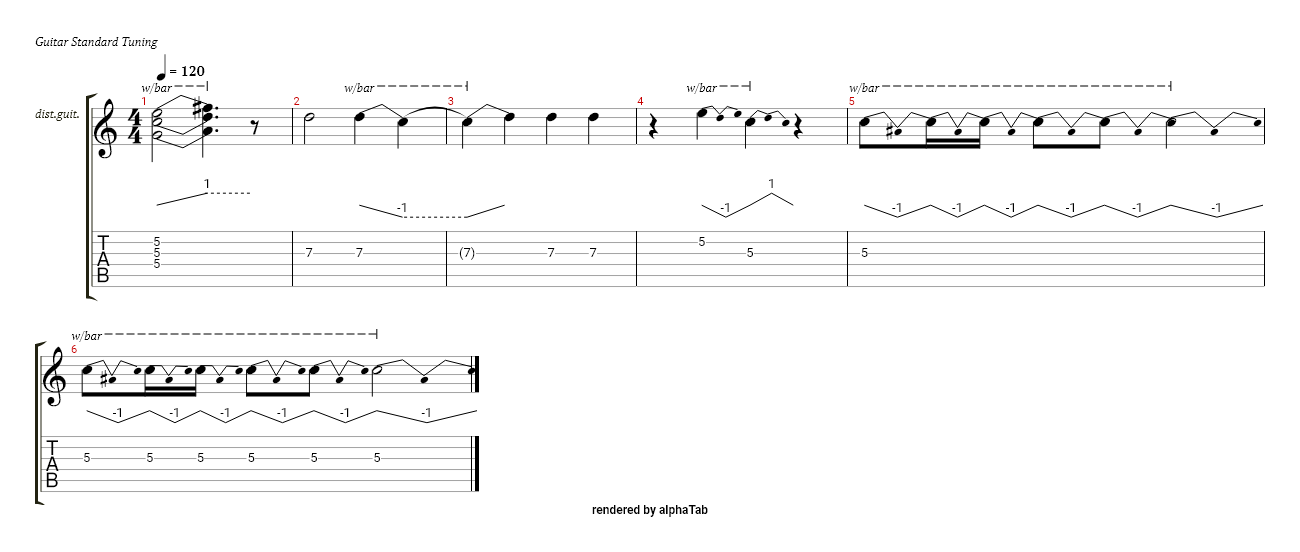 Guitar Standard Tuning
= 120
w/bar
w/bar
w/bar
w/bar
dist.guit.
1 2 3 4 5
4
4
1 -1 -1 1 -1 -1 -1 -1 -1 -1
T
A
B
5
5
5
7 7 (7) 7 7 5 5 5
w/bar
6
-1 -1 -1 -1 -1 -1
T
A
B
5 5 5 5 5 5
rendered by alphaTab